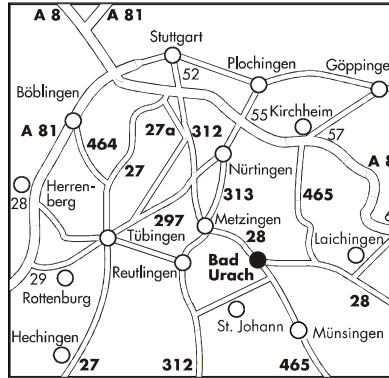 A 8
A 81
Stuttgart
52
Plochingen
Göppinge
Böblingen
55
Kirchheim
A 81
464
27a
312
57
27
Nürtingen
A 8
28
Herren-
berg
313
465
6
297
Metzingen
Tübingen
28
Laichingen
29
Reutlingen
Bad
Urach
Rottenburg
28
St. Johann
Münsingen
Hechingen
27
312
465